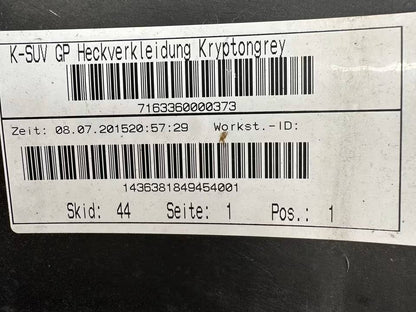 K-SUV GP Heckverkleidung Kryptongrey
7163360000373
Zeit: 08.07.201520:57:29 Workst.-ID:
1436381849454001
Skid: 44 Seite: 1 Pos.: 1